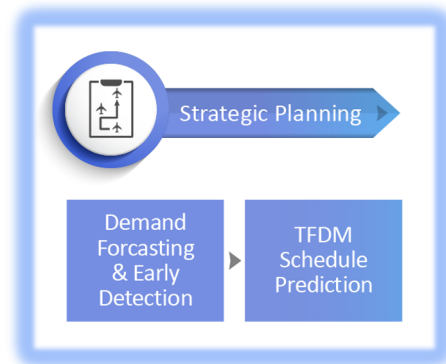 Strategic Planning
Demand
Forcasting
& Early
Detection
TFDM
Schedule
Prediction